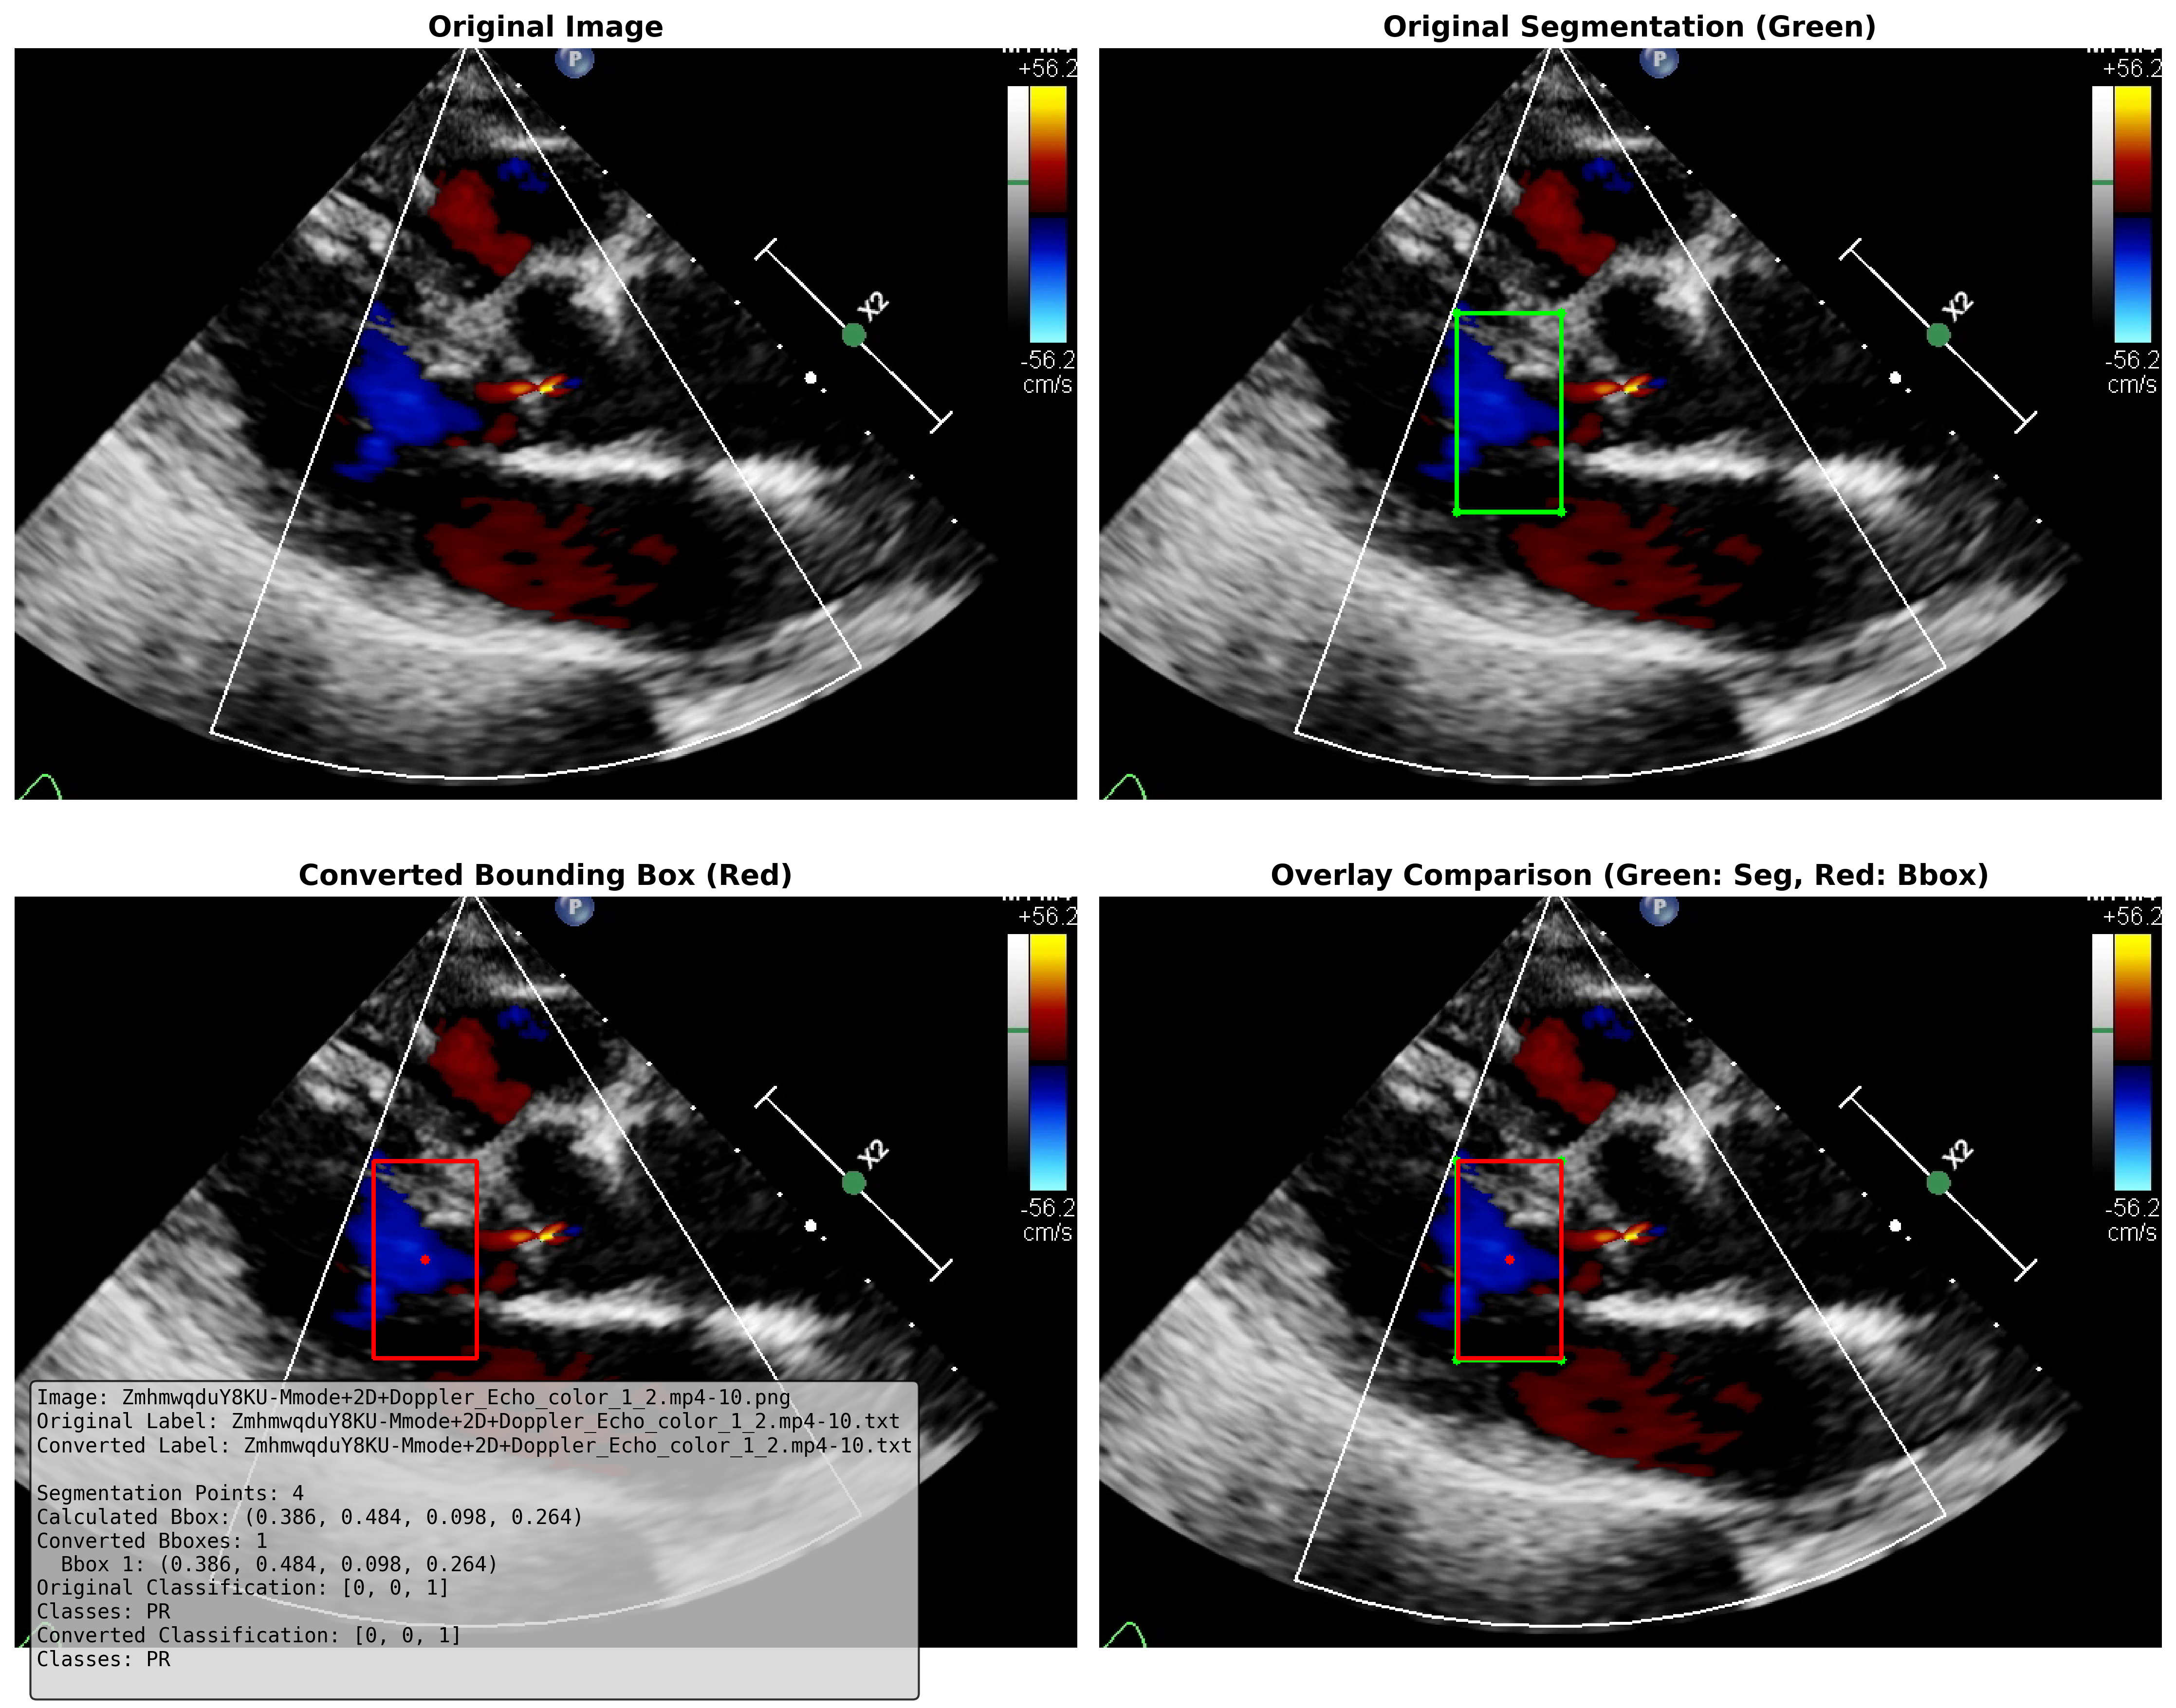 Original Image
P
+56.2
-56.2
cm/s
X2
Original Segmentation (Green)
P
+56.2
-56.2
cm/s
X2
Converted Bounding Box (Red)
P
+56.2
-56.2
cm/s
X2
Image: ZmhmwqduY8KU-Mmode+2D+Doppler_Echo_color_1_2.mp4-10.png
Original Label: ZmhmwqduY8KU-Mmode+2D+Doppler_Echo_color_1_2.mp4-10.txt
Converted Label: ZmhmwqduY8KU-Mmode+2D+Doppler_Echo_color_1_2.mp4-10.txt
Segmentation Points: 4
Calculated Bbox: (0.386, 0.484, 0.098, 0.264)
Converted Bboxes: 1
Bbox 1: (0.386, 0.484, 0.098, 0.264)
Original Classification: [0, 0, 1]
Classes: PR
Converted Classification: [0, 0, 1]
Classes: PR
Overlay Comparison (Green: Seg, Red: Bbox)
P
+56.2
-56.2
cm/s
X2